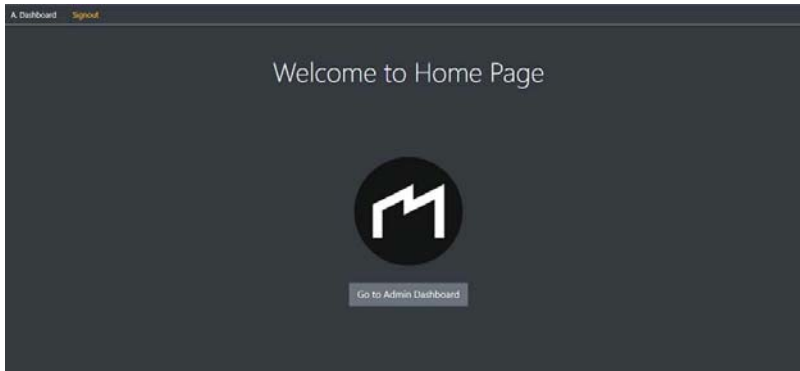 A. Dashboard Signout
Welcome to Home Page
Go to Admin Dashboard